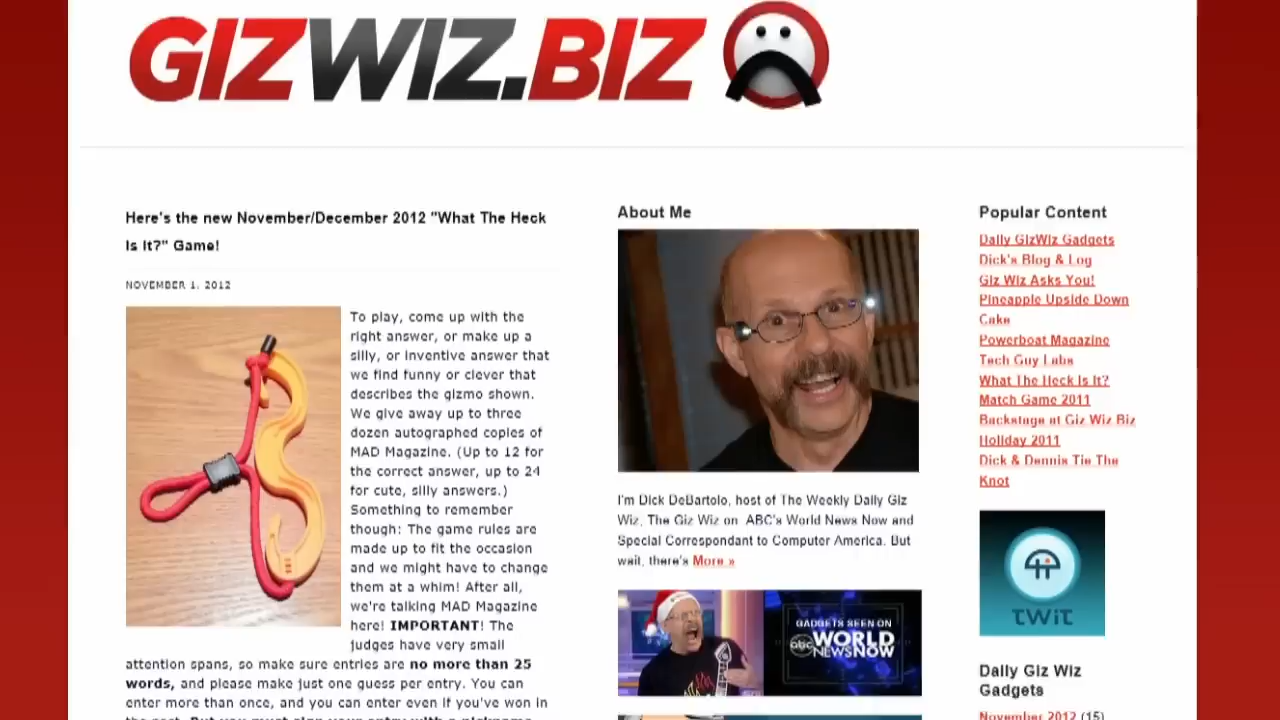 GIZWIZ.BIZ
Here's the new November/December 2012 "What The Heck
Is It?" Game!
NOVEMBER 1, 2012
To play, come up with the
right answer, or make up a
silly, or inventive answer that
we find funny or clever that
describes the gizmo shown.
We give away up to three
dozen autographed copies of
MAD Magazine. (Up to 12 for
the correct answer, up to 24
for cute, silly answers.)
Something to remember
though: The game rules are
made up to fit the occasion
and we might have to change
them at a whim! After all,
we're talking MAD Magazine
here! IMPORTANT! The
judges have very small
attention spans, so make sure entries are no more than 25
words, and please make just one guess per entry. You can
enter more than once, and you can enter even if you've won in
the past. But you must sign your entry with a nickname
About Me
I'm Dick DeBartolo, host of The Weekly Daily Giz
Wiz, The Giz Wiz on ABC's World News Now and
Special Correspondant to Computer America. But
wait, there's More »
GADGETS SEEN ON
abc WORLD
NEWS NOW
Popular Content
Daily GizWiz Gadgets
Dick's Blog & Log
Giz Wiz Asks You!
Pineapple Upside Down
Cake
Powerboat Magazine
Tech Guy Labs
What The Heck Is It?
Match Game 2011
Backstage at Giz Wiz Biz
Holiday 2011
Dick & Dennis Tie The
Knot
TWiT
Daily Giz Wiz
Gadgets
November 2012 (15)